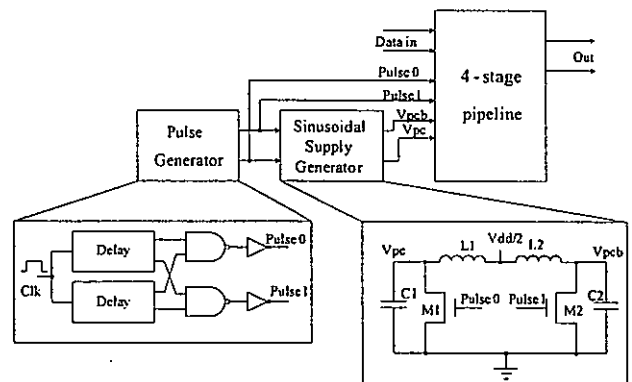 Data in
Pulse 0
Pulse 1
Vpcb
Vpc
4 - stage
pipeline
Out
Pulse
Generator
Sinusoidal
Supply
Generator
Delay
Delay
Clk
Pulse 0
Pulse 1
Vpc
L1
Vdd/2
L2
Vpcb
C1
M1
Pulse 0
Pulse 1
M2
C2